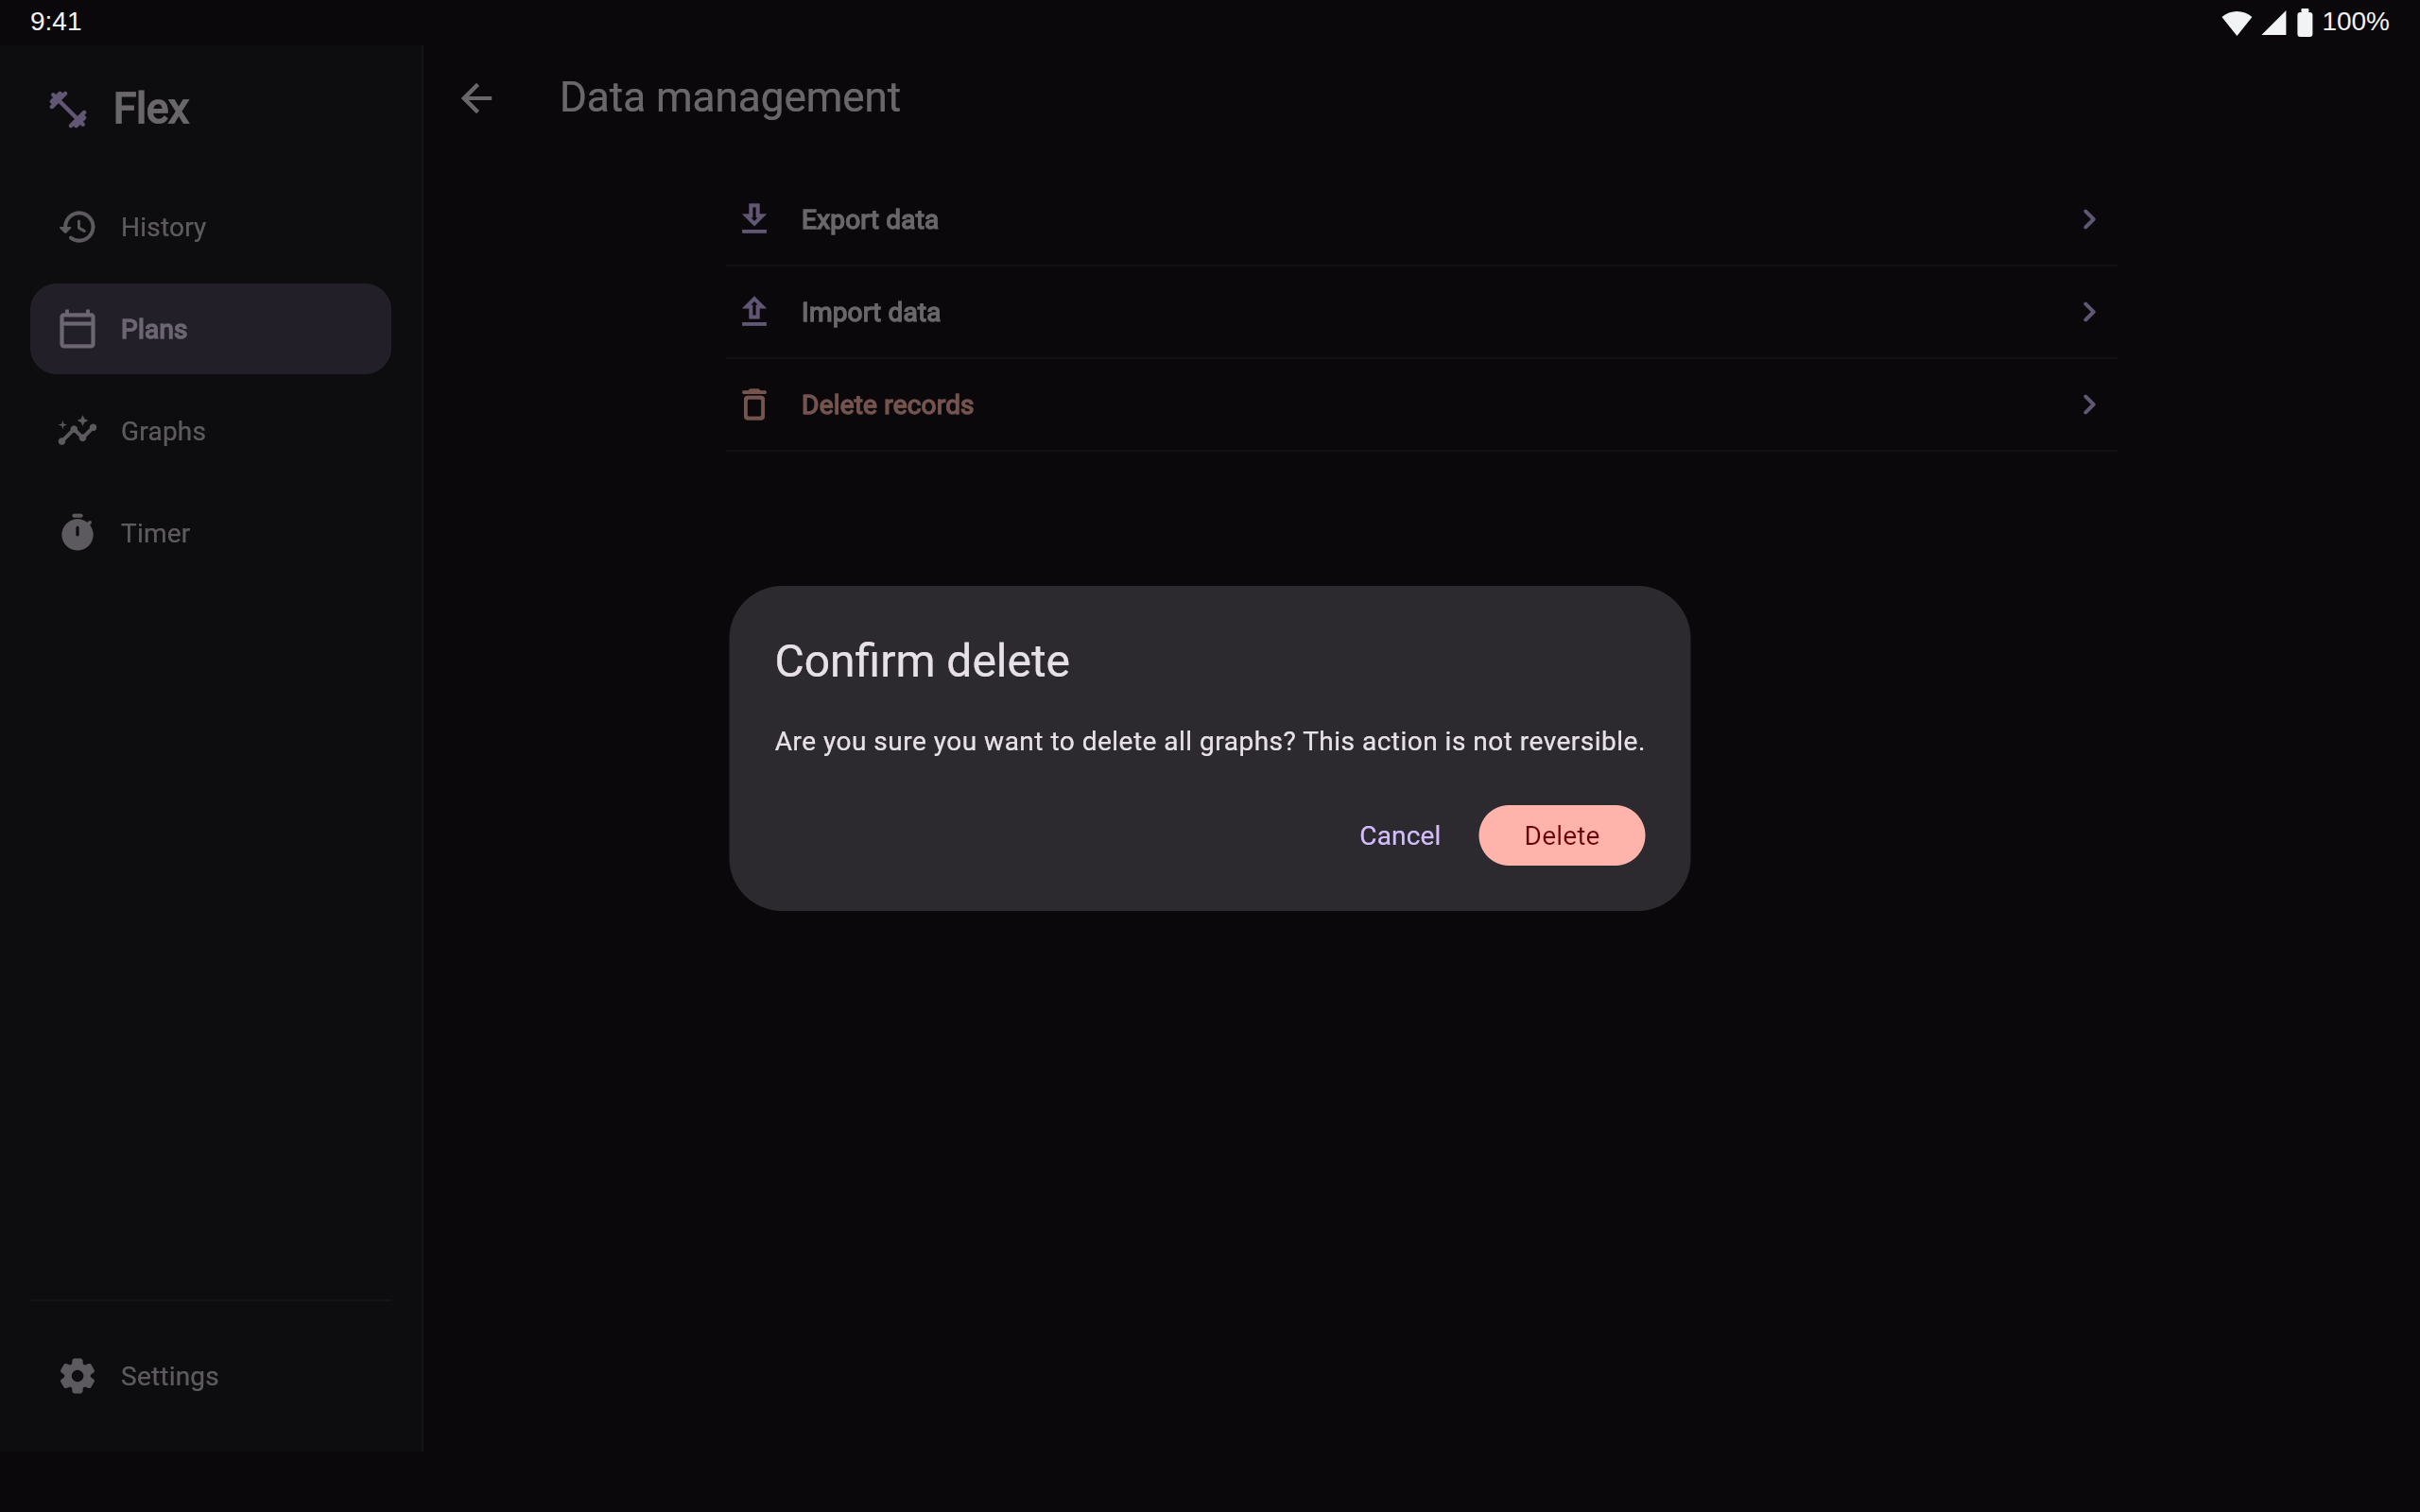 9:41
100%
Flex
Data management
History
Plans
Graphs
Timer
Export data
Import data
Delete records
Confirm delete
Are you sure you want to delete all graphs? This action is not reversible.
Cancel
Delete
Settings